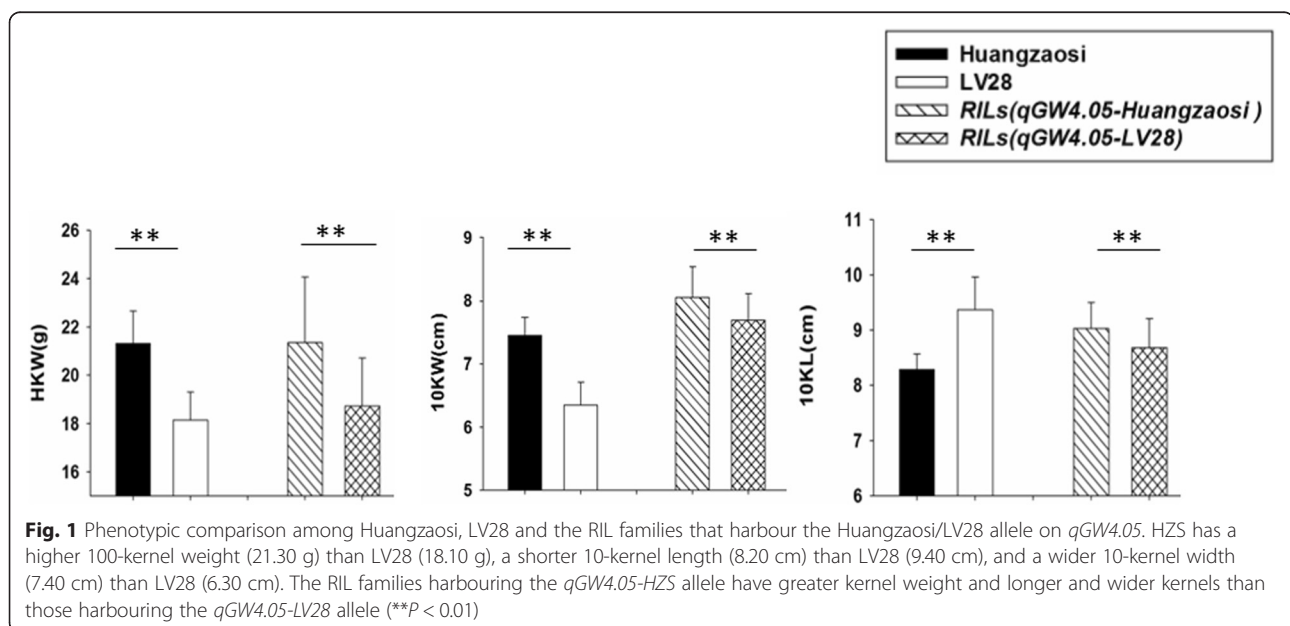 Huangzaosi
LV28
RILs(qGW4.05-Huangzaosi )
RILs(qGW4.05-LV28)
HKW(g)
26
24
22
20
18
16
**
**
10KW(cm)
9
8
7
6
5
**
**
10KL(cm)
11
10
9
8
7
6
**
**
Fig. 1 Phenotypic comparison among Huangzaosi, LV28 and the RIL families that harbour the Huangzaosi/LV28 allele on qGW4.05. HZS has a
higher 100-kernel weight (21.30 g) than LV28 (18.10 g), a shorter 10-kernel length (8.20 cm) than LV28 (9.40 cm), and a wider 10-kernel width
(7.40 cm) than LV28 (6.30 cm). The RIL families harbouring the qGW4.05-HZS allele have greater kernel weight and longer and wider kernels than
those harbouring the qGW4.05-LV28 allele (**P < 0.01)